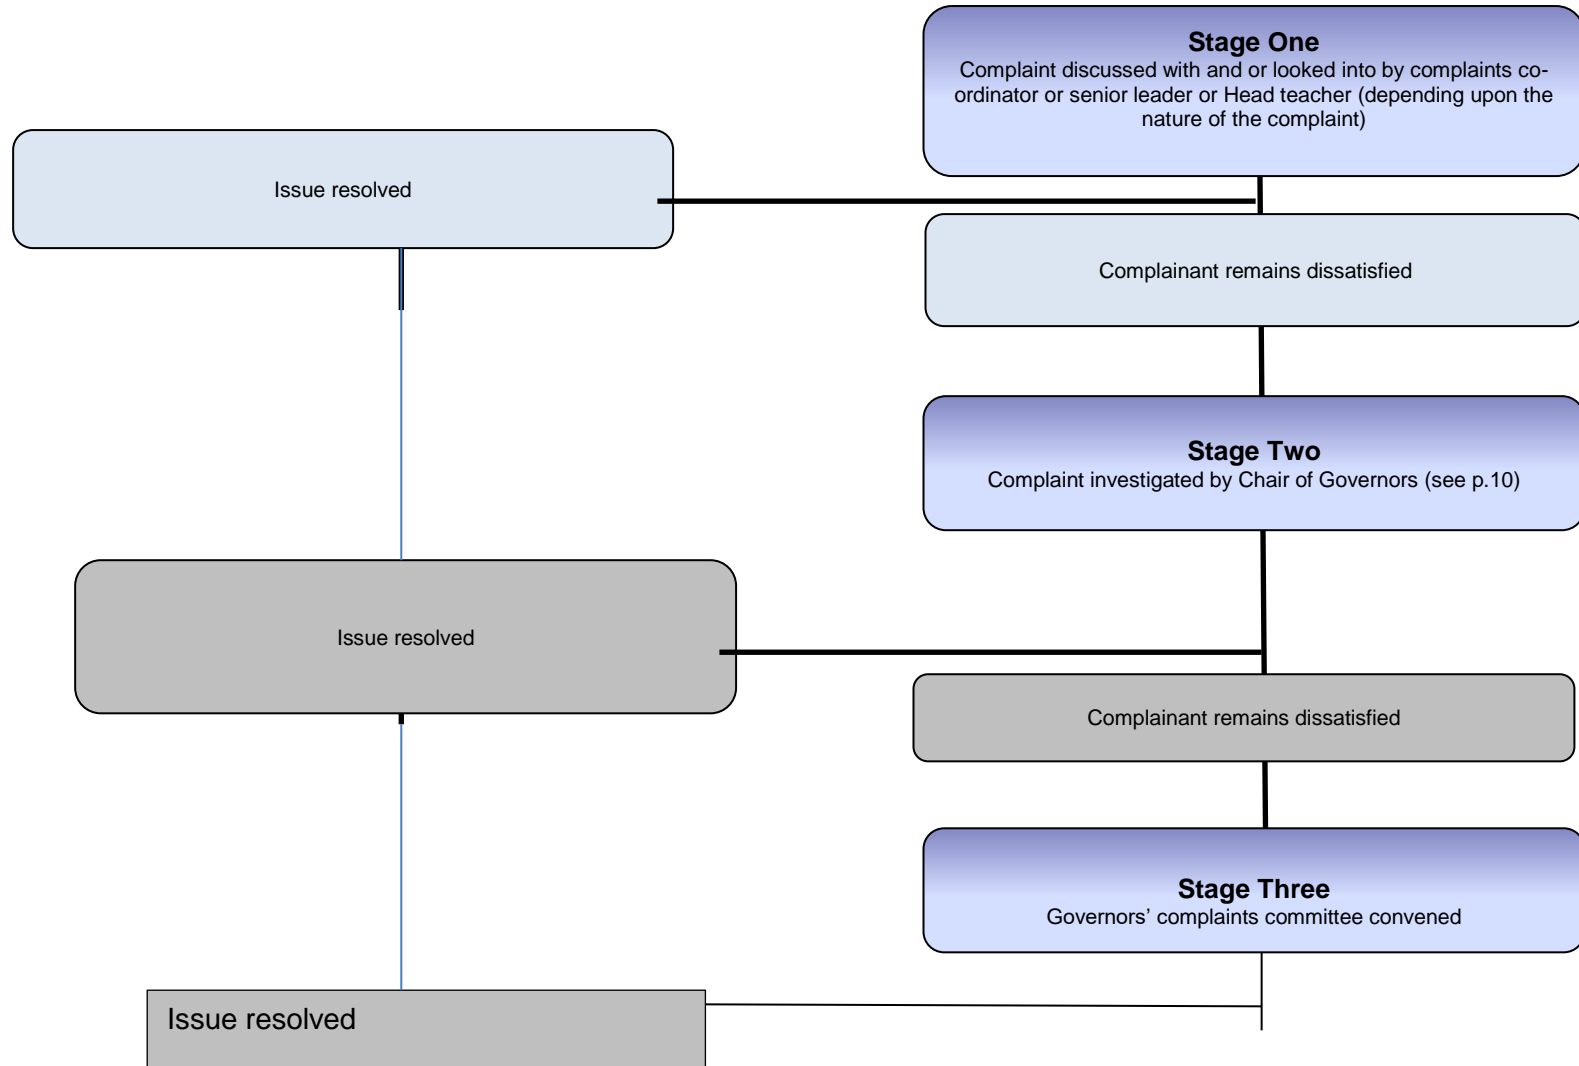 Stage One
Complaint discussed with and or looked into by complaints co-
ordinator or senior leader or Head teacher (depending upon the
nature of the complaint)
Issue resolved
Complainant remains dissatisfied
Stage Two
Complaint investigated by Chair of Governors (see p.10)
Issue resolved
Complainant remains dissatisfied
Stage Three
Governors’ complaints committee convened
Issue resolved